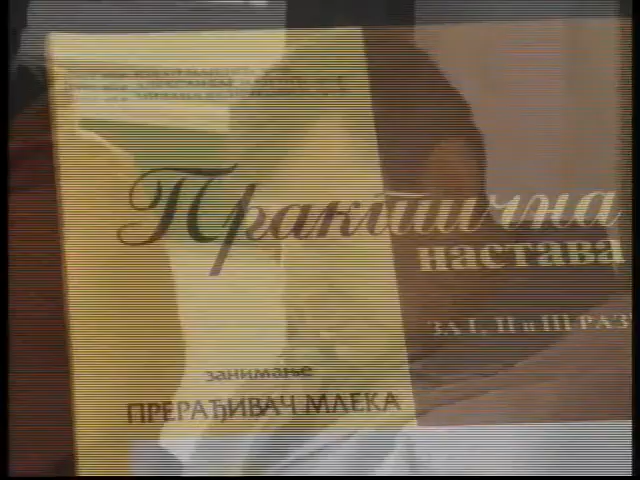 Практична
настава
ЗА I, II и III РАЗ
занимање
ПРЕРАЂИВАЧ МЛЕКА